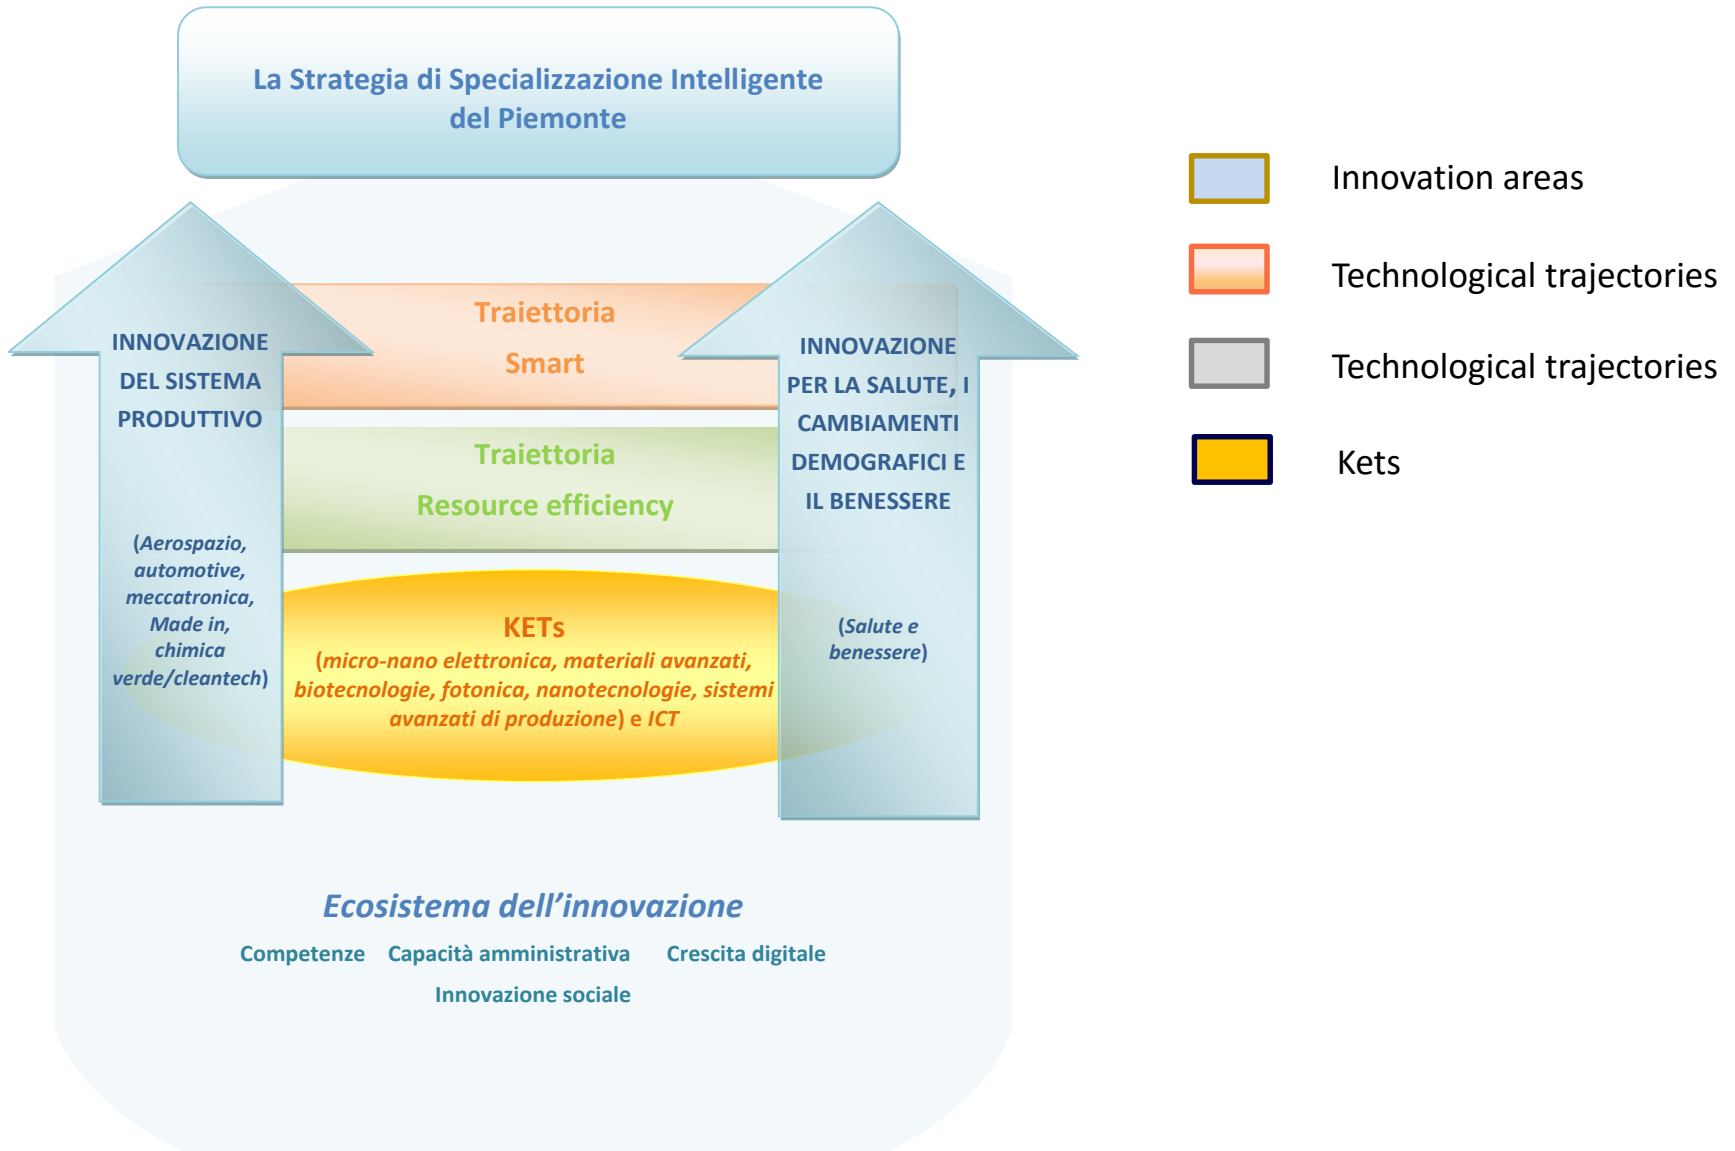 La Strategia di Specializzazione Intelligente
del Piemonte
INNOVAZIONE
DEL SISTEMA
PRODUTTIVO
(Aerospazio,
automotive,
meccatronica,
Made in,
chimica
verde/cleantech)
Traiettoria
Smart
Traiettoria
Resource efficiency
KETs
(micro-nano elettronica, materiali avanzati,
biotecnologie, fotonica, nanotecnologie, sistemi
avanzati di produzione) e ICT
INNOVAZIONE
PER LA SALUTE, I
CAMBIAMENTI
DEMOGRAFICI E
IL BENESSERE
(Salute e
benessere)
Ecosistema dell’innovazione
Competenze Capacità amministrativa Crescita digitale
Innovazione sociale
Innovation areas
Technological trajectories
Technological trajectories
Kets